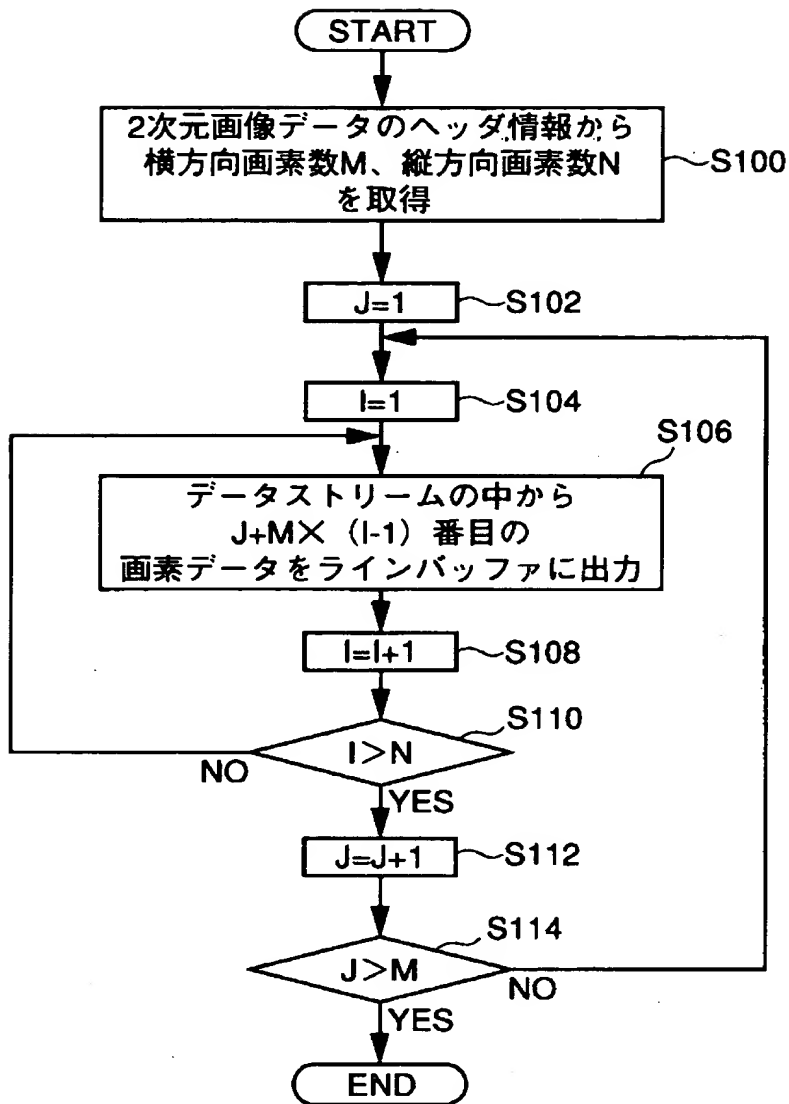 START
2次元画像データのヘッダ情報から
横方向画素数M、縦方向画素数N
を取得
S100
J=1
S102
I=1
S104
S106
データストリームの中から
J+M×（I-1）番目の
画素データをラインバッファに出力
I=I+1
S108
S110
I>N
NO
YES
J=J+1
S112
S114
J>M
NO
YES
END